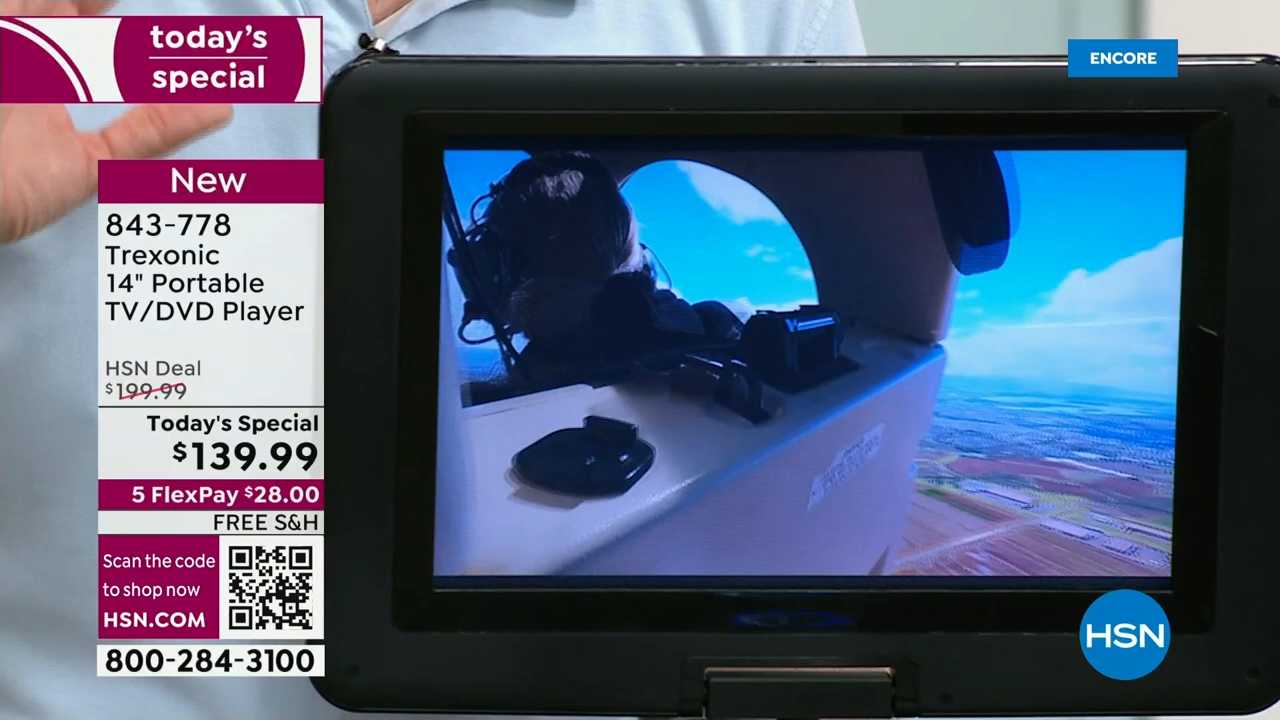 today's
special
ENCORE
New
843-778
Trexonic
14" Portable
TV/DVD Player
HSN Deal
$199.99
Today's Special
$139.99
5 FlexPay $28.00
FREE S&H
Scan the code
to shop now
HSN.COM
800-284-3100
HSN